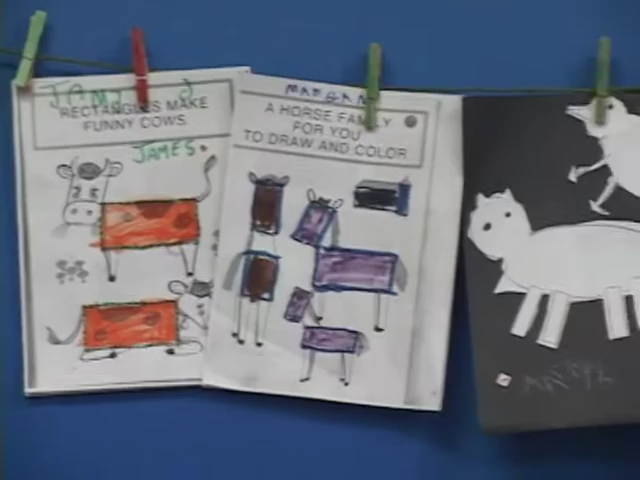 RECTANGLES MAKE
FUNNY COWS
JAMES
A HORSE FAMILY
FOR YOU
TO DRAW AND COLOR